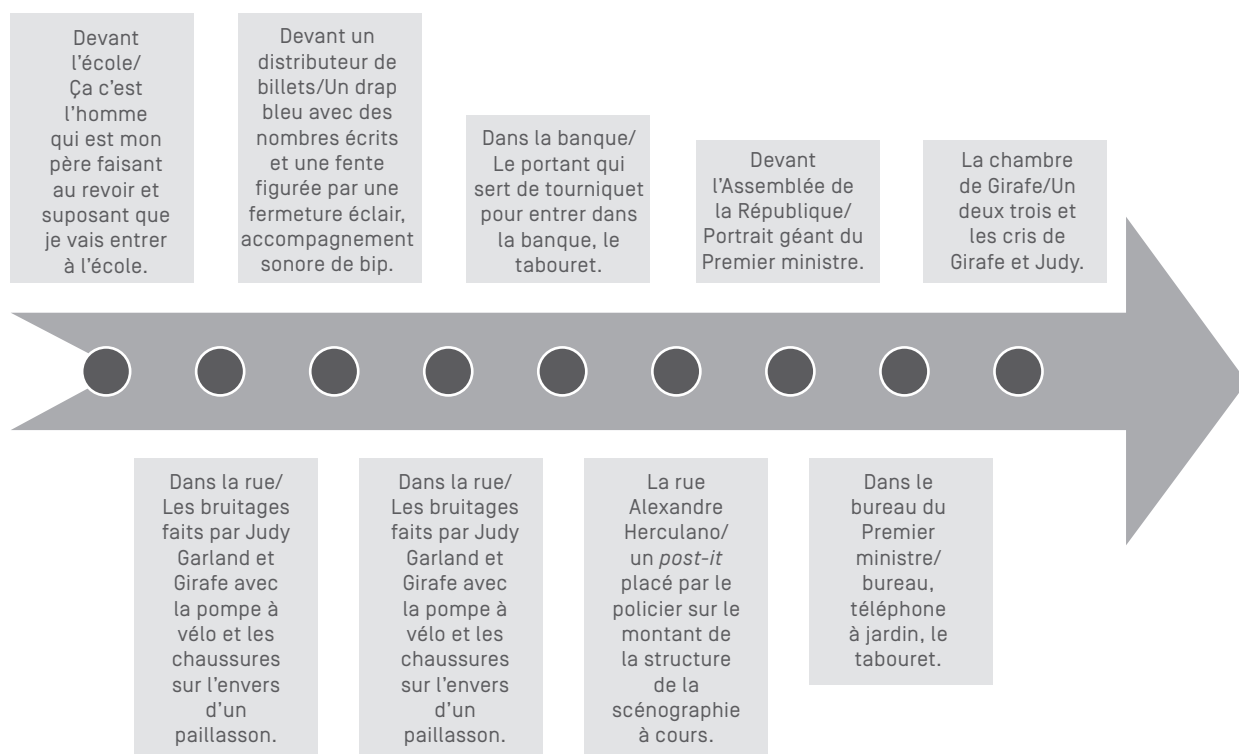 Devant
l'école/
Ça c'est
l'homme
qui est mon
père faisant
au revoir et
suposant que
je vais entrer
à l'école.
Devant un
distributeur de
billets/Un drap
bleu avec des
nombres écrits
et une fente
figurée par une
fermeture éclair,
accompagnement
sonore de bip.
Dans la banque/
Le portant qui
sert de tourniquet
pour entrer dans
la banque, le
tabouret.
Devant
l'Assemblée de
la République/
Portrait géant du
Premier ministre.
La chambre
de Girafe/Un
deux trois et
les cris de
Girafe et Judy.
Dans la rue/
Les bruitages
faits par Judy
Garland et
Girafe avec
la pompe à
vélo et les
chaussures
sur l'envers
d'un
paillasson.
Dans la rue/
Les bruitages
faits par Judy
Garland et
Girafe avec
la pompe à
vélo et les
chaussures
sur l'envers
d'un
paillasson.
La rue
Alexandre
Herculano/
un post-it
placé par le
policier sur le
montant de
la structure
de la
scénographie
à cours.
Dans le
bureau du
Premier
ministre/
bureau,
téléphone
à jardin, le
tabouret.